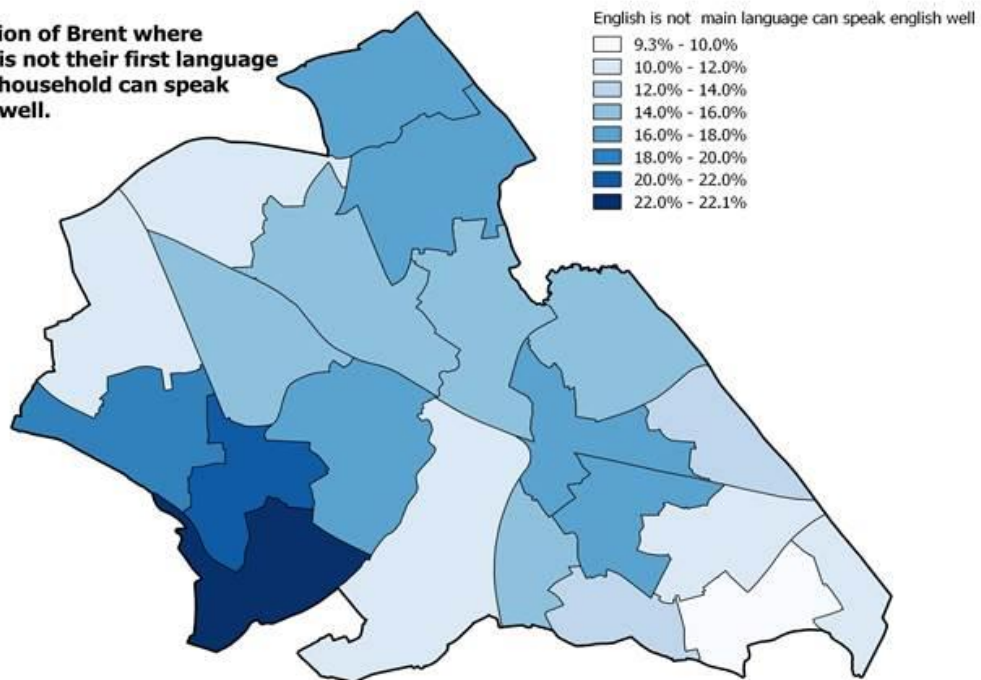 ion of Brent where
is not their first language
household can speak
well.
English is not main language can speak english well
9.3% - 10.0%
10.0% - 12.0%
12.0% - 14.0%
14.0% - 16.0%
16.0% - 18.0%
18.0% - 20.0%
20.0% - 22.0%
22.0% - 22.1%